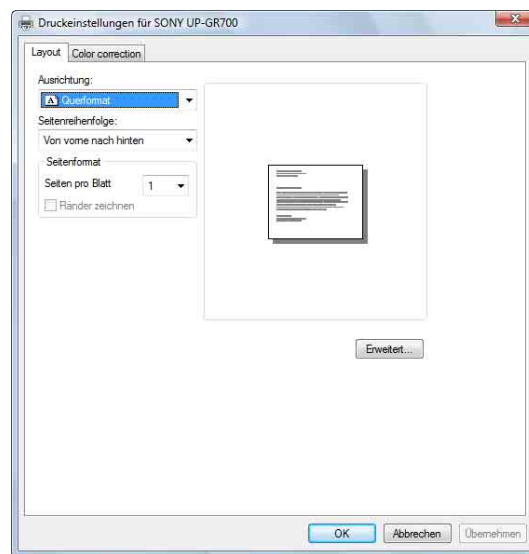 Druckeinstellungen für SONY UP-GR700
Layout
Color correction
Ausrichtung:
Querformat
Seitenreihenfolge:
Von vorne nach hinten
Seitenformat
Seiten pro Blatt 1
Ränder zeichnen
Erweitert...
OK Abbrechen Übernehmen